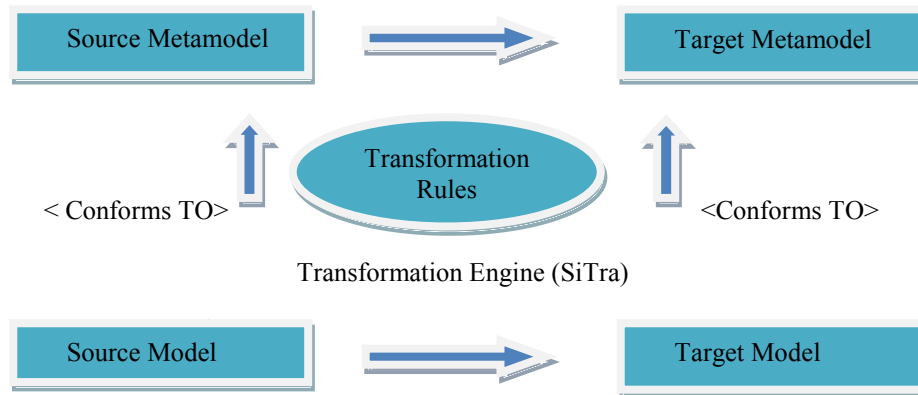 Source Metamodel
Target Metamodel
Transformation
Rules
< Conforms TO>
<Conforms TO>
Transformation Engine (SiTra)
Source Model
Target Model